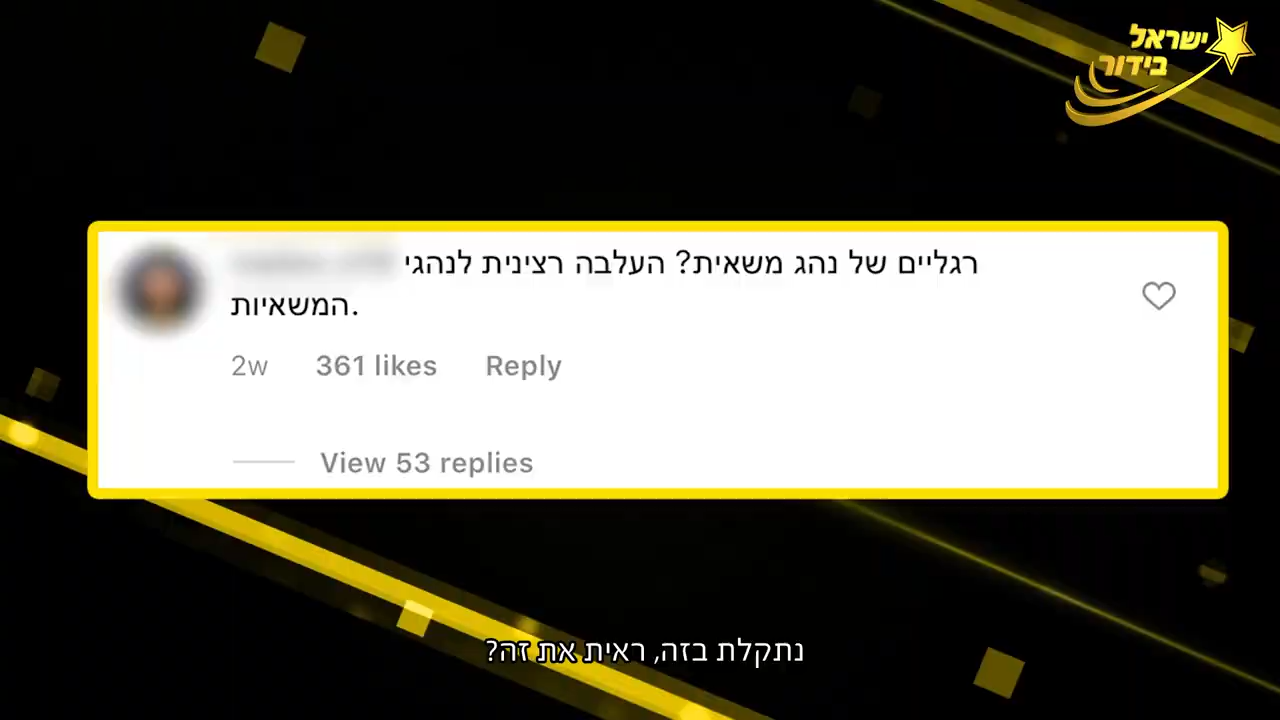 ישראל
בידור
רגליים של נהג משאית? העלבה רצינית לנהגי
המשאיות.
2w 361 likes Reply
View 53 replies
נתקלת בזה, ראית את זה?